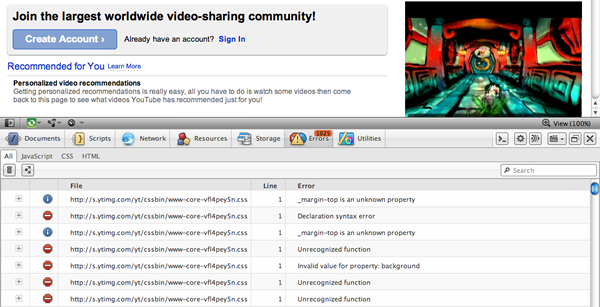 Join the largest worldwide video-sharing community!
Create Account ›
Already have an account? Sign In
Recommended for You Learn More
Personalized video recommendations
Getting personalized recommendations is really easy, all you have to do is watch some videos then come
back to this page to see what videos YouTube has recommended just for you!
View (100%)
Documents Scripts Network Resources Storage Errors 1025 Utilities
All JavaScript CSS HTML
Search
File Line Error
http://s.ytimg.com/yt/cssbin/www-core-vfl4pey5n.css 1 _margin-top is an unknown property
http://s.ytimg.com/yt/cssbin/www-core-vfl4pey5n.css 1 Declaration syntax error
http://s.ytimg.com/yt/cssbin/www-core-vfl4pey5n.css 1 _margin-top is an unknown property
http://s.ytimg.com/yt/cssbin/www-core-vfl4pey5n.css 1 Unrecognized function
http://s.ytimg.com/yt/cssbin/www-core-vfl4pey5n.css 1 Invalid value for property: background
http://s.ytimg.com/yt/cssbin/www-core-vfl4pey5n.css 1 Unrecognized function
http://s.ytimg.com/yt/cssbin/www-core-vfl4pey5n.css 1 Unrecognized function